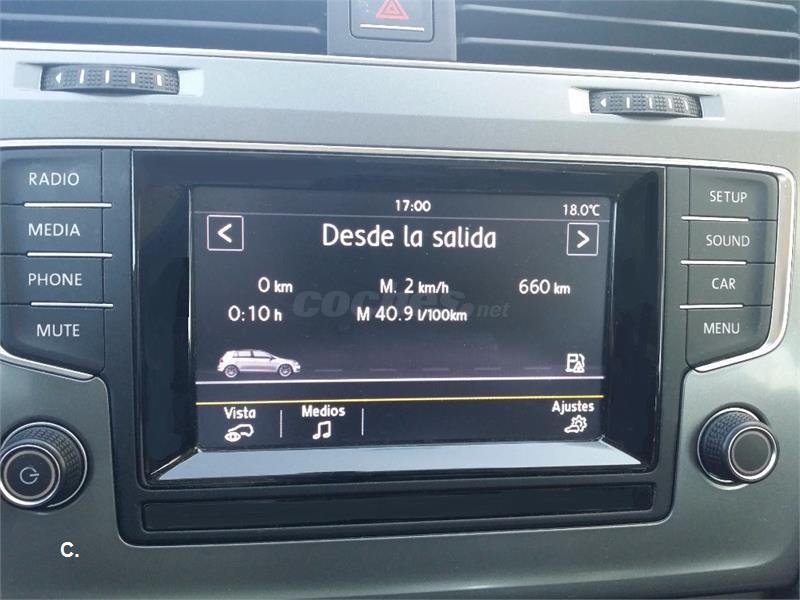 RADIO
MEDIA
PHONE
MUTE
17:00
18.0°C
<
Desde la salida
>
0 km
M. 2 km/h
660 km
0:10 h
M 40.9 l/100km
coches.net
Vista
Medios
Ajustes
SETUP
SOUND
CAR
MENU
C.